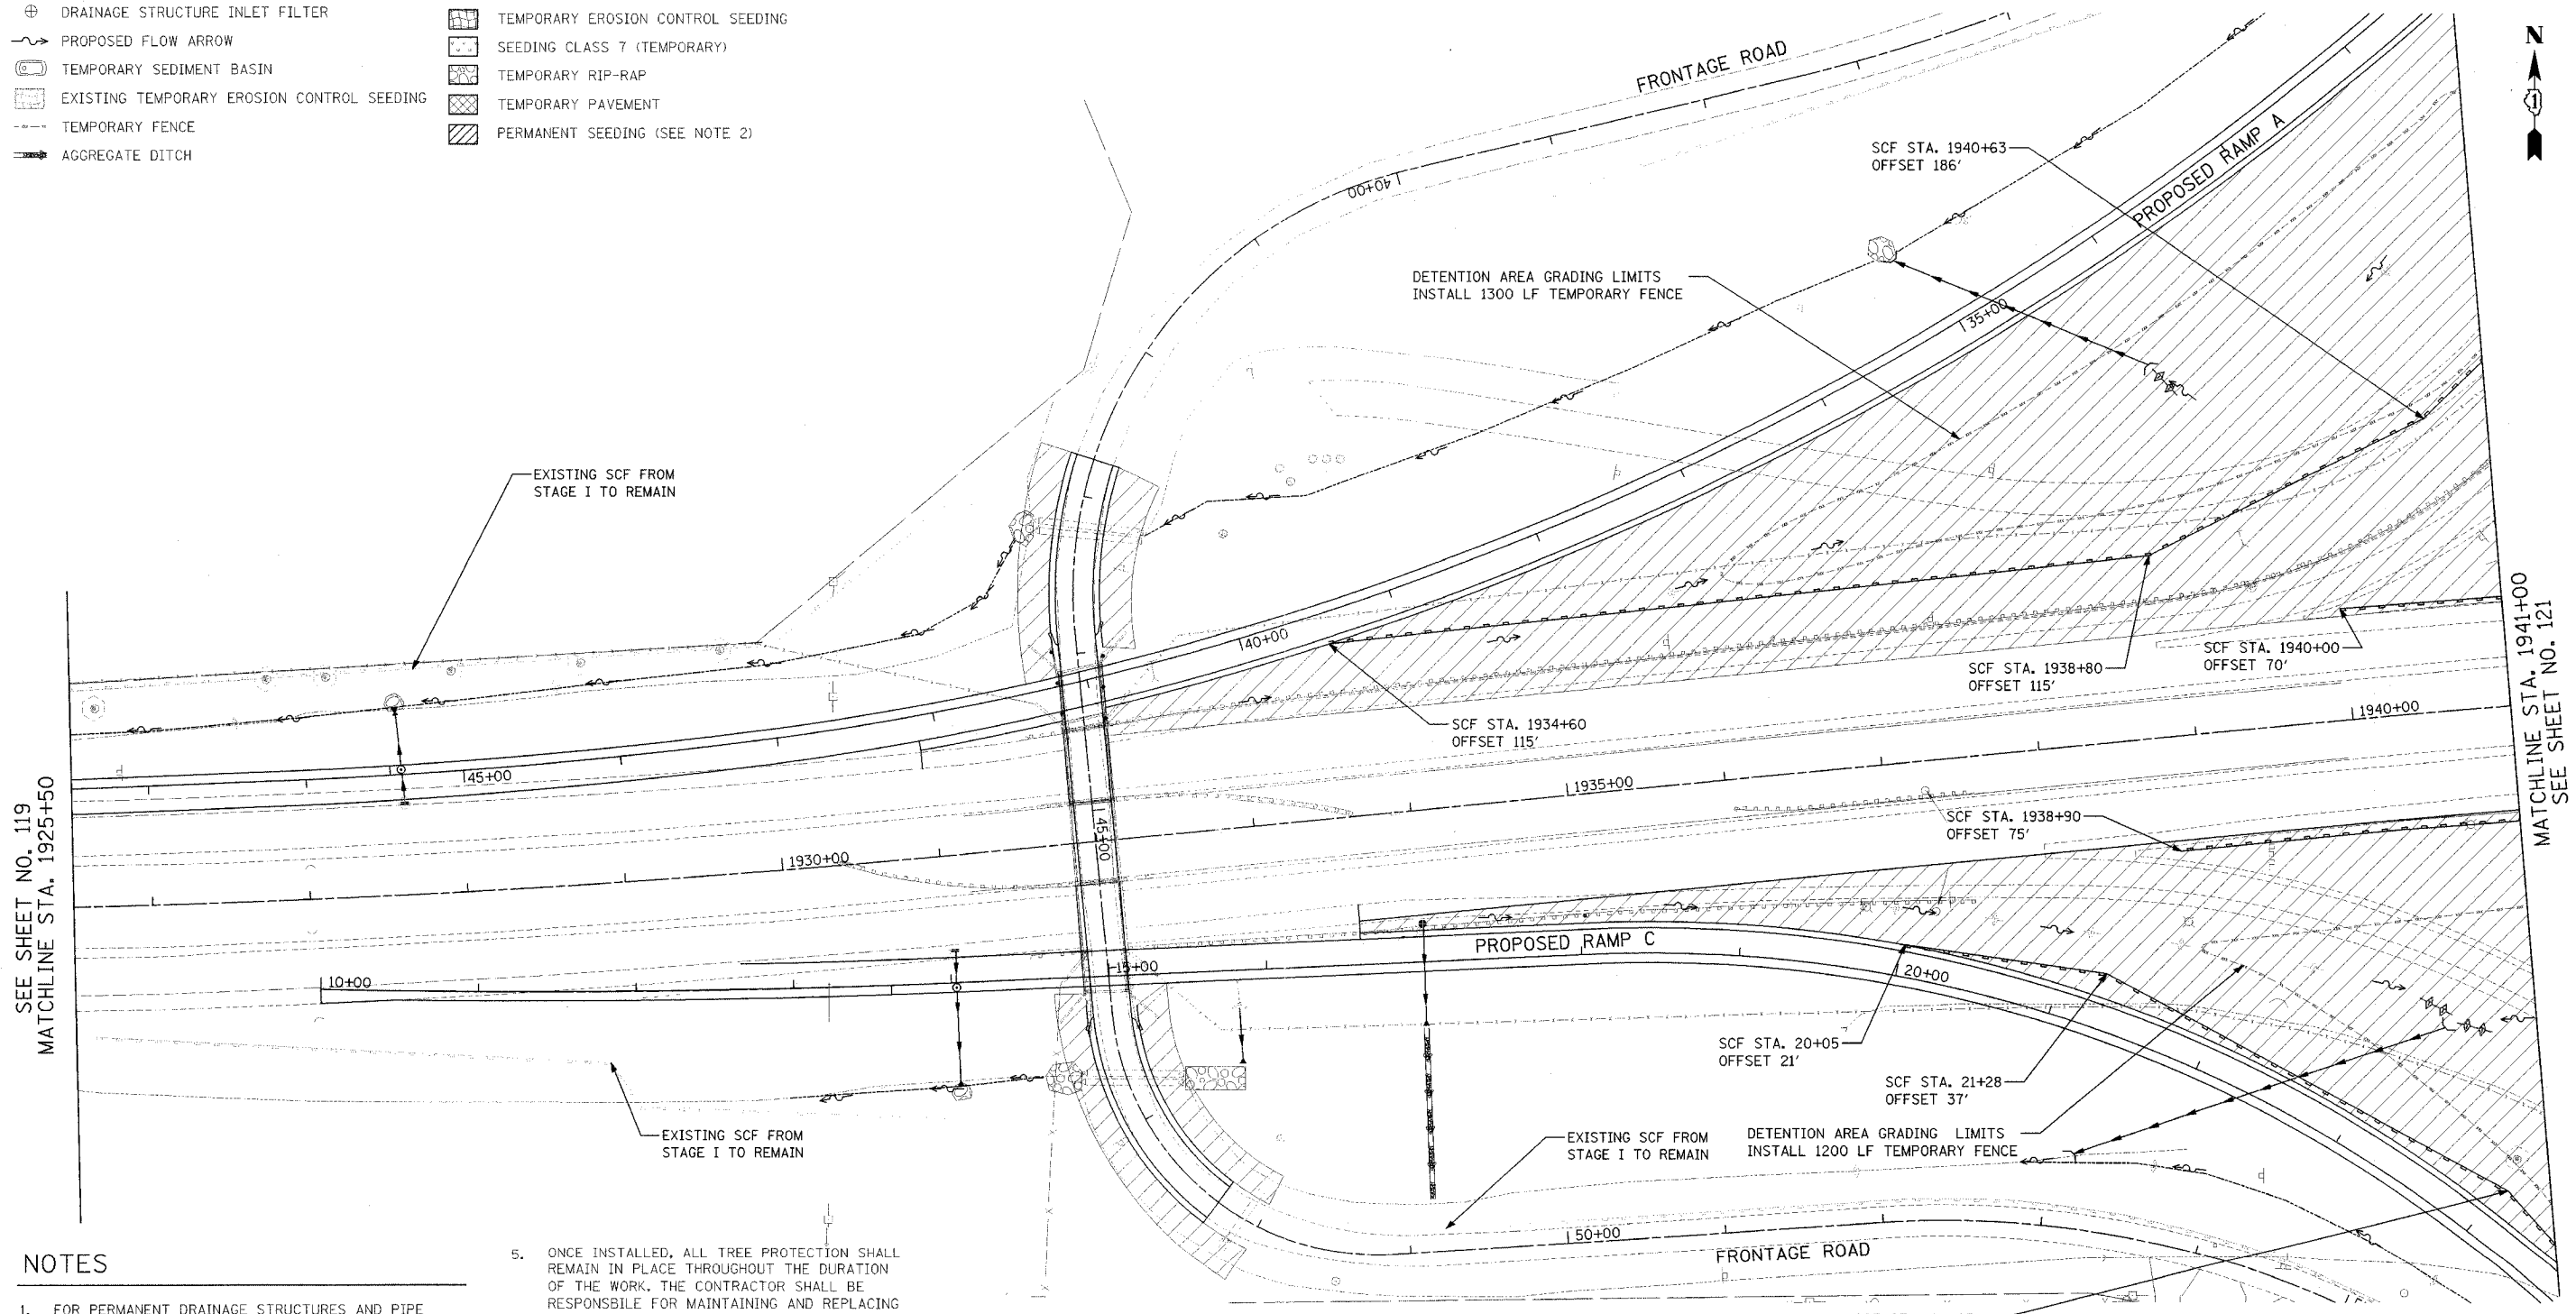 DRAINAGE STRUCTURE INLET FILTER
PROPOSED FLOW ARROW
TEMPORARY SEDIMENT BASIN
EXISTING TEMPORARY EROSION CONTROL SEEDING
TEMPORARY FENCE
AGGREGATE DITCH
TEMPORARY EROSION CONTROL SEEDING
SEEDING CLASS 7 (TEMPORARY)
TEMPORARY RIP-RAP
TEMPORARY PAVEMENT
PERMANENT SEEDING (SEE NOTE 2)
FRONTAGE ROAD
N
1
40+00
SCF STA. 1940+63
OFFSET 186'
PROPOSED RAMP A
DETENTION AREA GRADING LIMITS
INSTALL 1300 LF TEMPORARY FENCE
35+00
EXISTING SCF FROM
STAGE I TO REMAIN
40+00
SCF STA. 1940+00
OFFSET 70'
SCF STA. 1938+80
OFFSET 115'
SCF STA. 1934+60
OFFSET 115'
MATCHLINE STA. 1941+00
SEE SHEET NO. 121
1940+00
45+00
1935+00
SEE SHEET NO. 119
MATCHLINE STA. 1925+50
45+00
SCF STA. 1938+90
OFFSET 75'
1930+00
PROPOSED RAMP C
15+00
20+00
10+00
SCF STA. 20+05
OFFSET 21'
SCF STA. 21+28
OFFSET 37'
EXISTING SCF FROM
STAGE I TO REMAIN
EXISTING SCF FROM
STAGE I TO REMAIN
DETENTION AREA GRADING LIMITS
INSTALL 1200 LF TEMPORARY FENCE
50+00
FRONTAGE ROAD
NOTES
1. FOR PERMANENT DRAINAGE STRUCTURES AND PIPE
5. ONCE INSTALLED, ALL TREE PROTECTION SHALL
REMAIN IN PLACE THROUGHOUT THE DURATION
OF THE WORK. THE CONTRACTOR SHALL BE
RESPONSBILE FOR MAINTAINING AND REPLACING